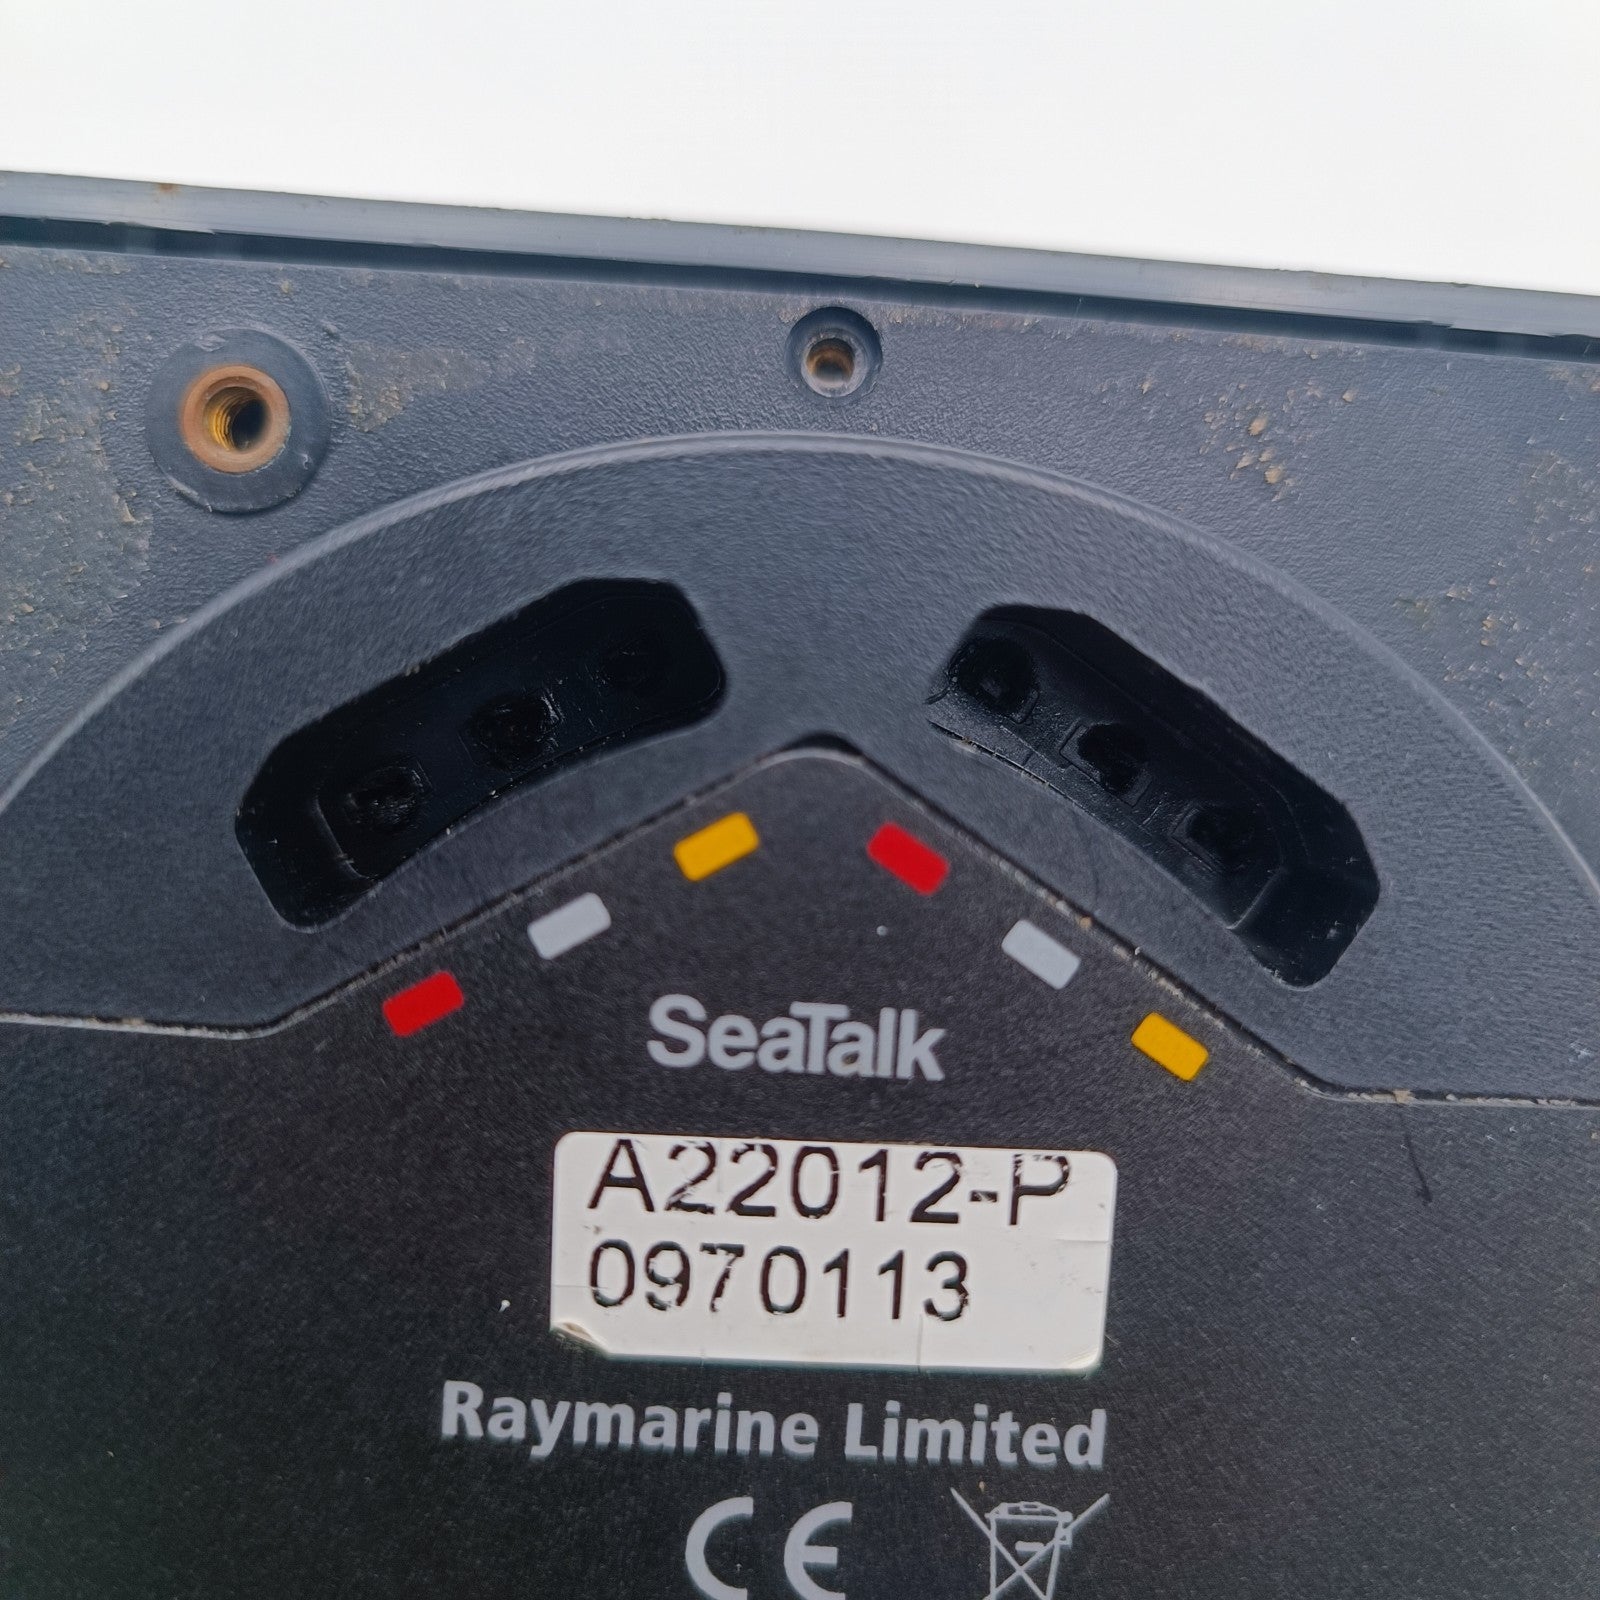 SeaTalk
A22012-P
0970113
Raymarine Limited
CE